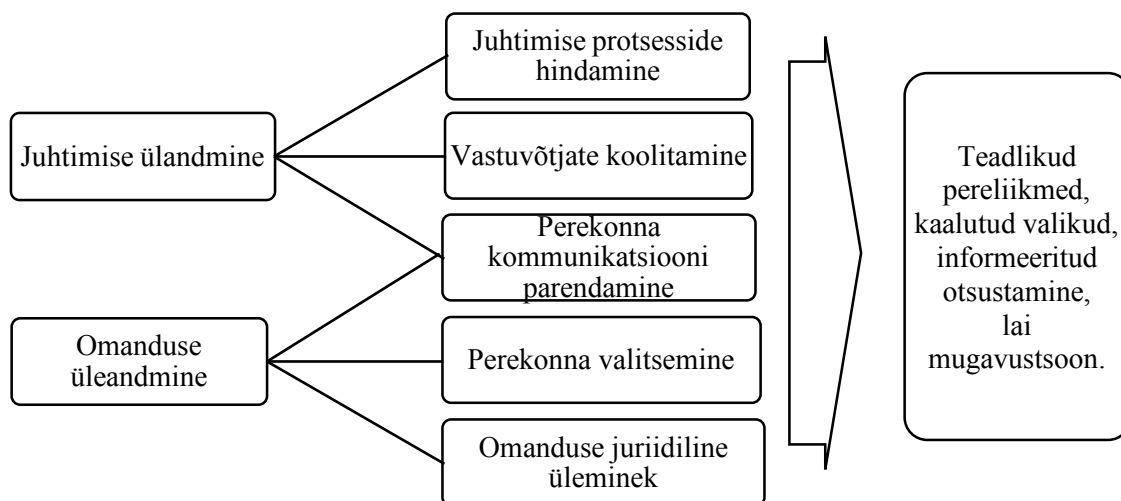 Juhtimise ülandmine
Omanduse
üleandmine
Juhtimise protsesside
hindamine
Vastuvõtjate koolitamine
Perekonna
kommunikatsiooni
parendamine
Perekonna valitsemine
Omanduse juriidiline
üleminek
Teadlikud
pereliikmed,
kaalutud valikud,
informeeritud
otsustamine,
lai
mugavustsoon.